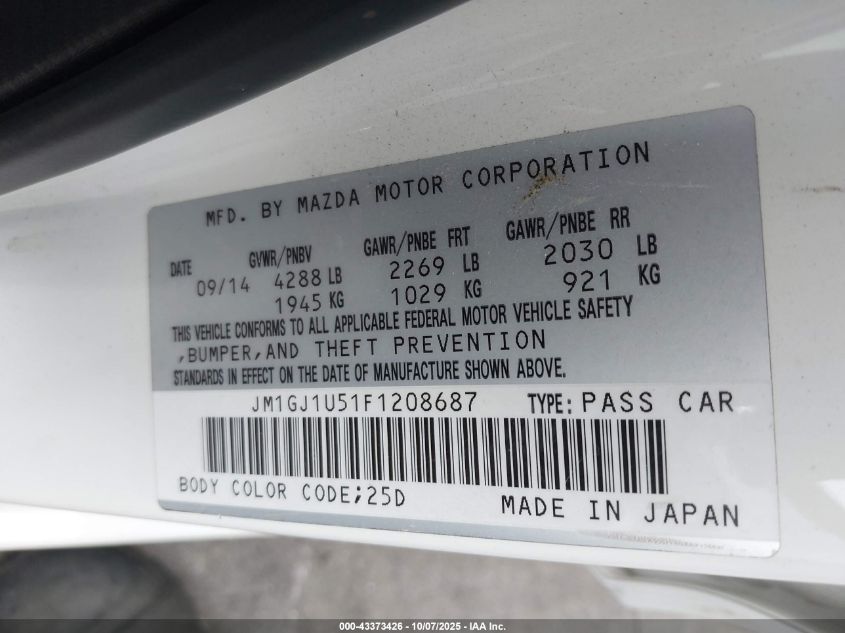 MFD. BY MAZDA MOTOR CORPORATION
DATE GVWR/PNBV GAWR/PNBE FRT GAWR/PNBE RR
09/14 4288 LB 2269 LB 2030 LB
1945 KG 1029 KG 921 KG
THIS VEHICLE CONFORMS TO ALL APPLICABLE FEDERAL MOTOR VEHICLE SAFETY
,BUMPER,AND THEFT PREVENTION
STANDARDS IN EFFECT ON THE DATE OF MANUFACTURE SHOWN ABOVE.
JM1GJ1U51F1208687 TYPE: PASS CAR
BODY COLOR CODE;25D MADE IN JAPAN
000-43373426 - 10/07/2025 - IAA Inc.